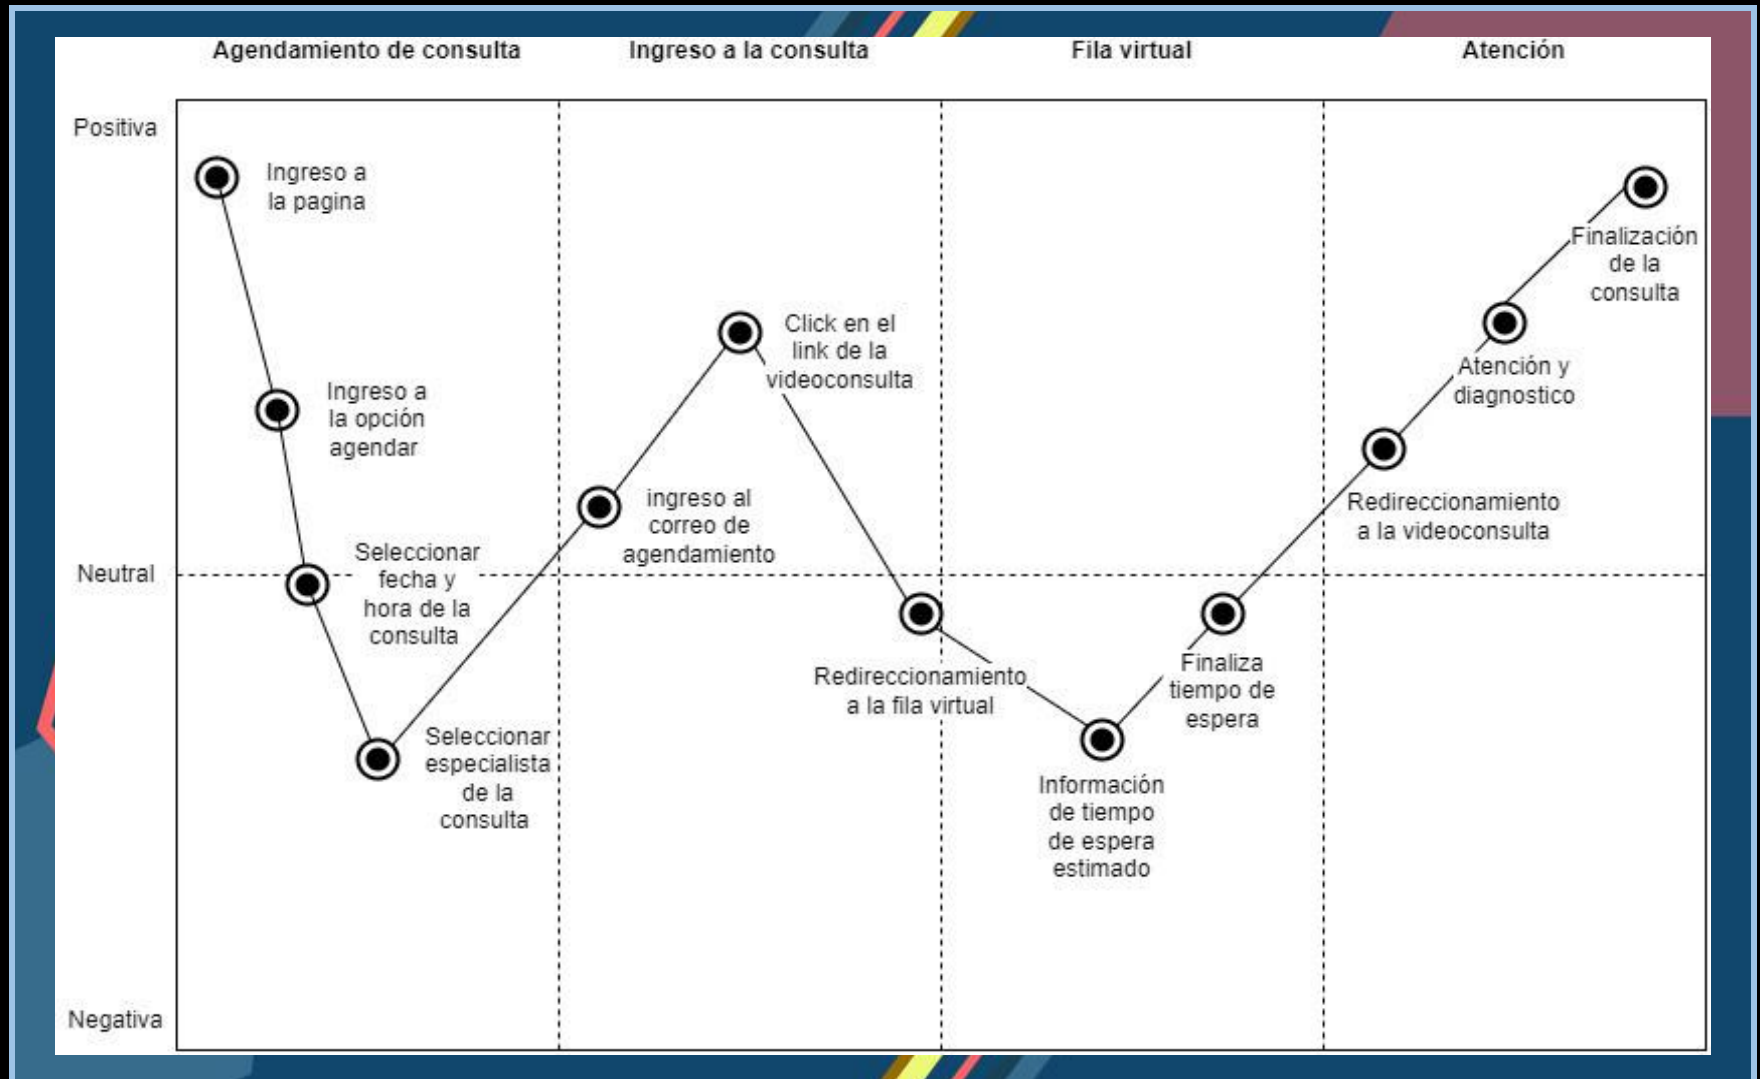 Agendamiento de consulta
Ingreso a la consulta
Fila virtual
Atención
Positiva
Neutral
Negativa
Ingreso a
la pagina
Ingreso a
la opción
agendar
Seleccionar
fecha y
hora de la
consulta
Seleccionar
especialista
de la
consulta
ingreso al
correo de
agendamiento
Click en el
link de la
videoconsulta
Redireccionamiento
a la fila virtual
Información
de tiempo
de espera
estimado
Finaliza
tiempo de
espera
Redireccionamiento
a la videoconsulta
Atención y
diagnostico
Finalización
de la
consulta